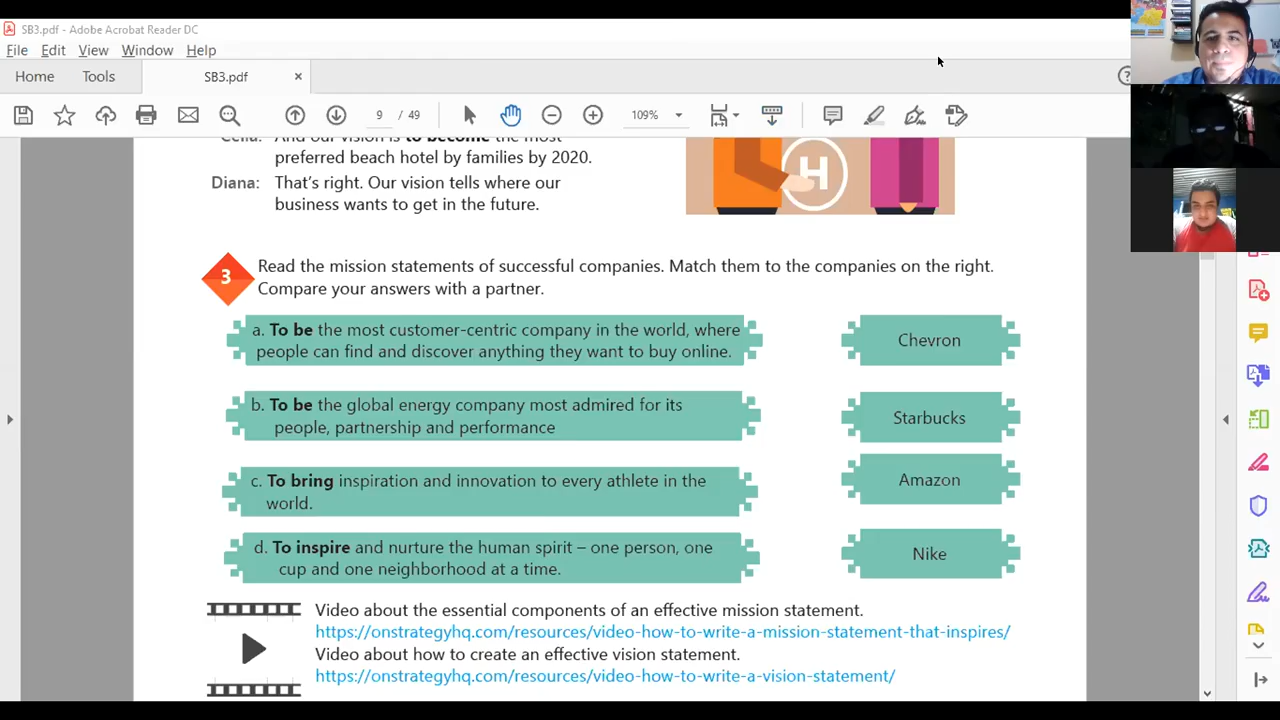 SB3.pdf - Adobe Acrobat Reader DC
File Edit View Window Help
Home Tools SB3.pdf ×
9 / 49 109%
And our vision is to become the most
preferred beach hotel by families by 2020.
Diana: That's right. Our vision tells where our
business wants to get in the future.
H
3
Read the mission statements of successful companies. Match them to the companies on the right.
Compare your answers with a partner.
a. To be the most customer-centric company in the world, where
people can find and discover anything they want to buy online.
Chevron
b. To be the global energy company most admired for its
people, partnership and performance
Starbucks
c. To bring inspiration and innovation to every athlete in the
world.
Amazon
d. To inspire and nurture the human spirit – one person, one
cup and one neighborhood at a time.
Nike
Video about the essential components of an effective mission statement.
https://onstrategyhq.com/resources/video-how-to-write-a-mission-statement-that-inspires/
Video about how to create an effective vision statement.
https://onstrategyhq.com/resources/video-how-to-write-a-vision-statement/